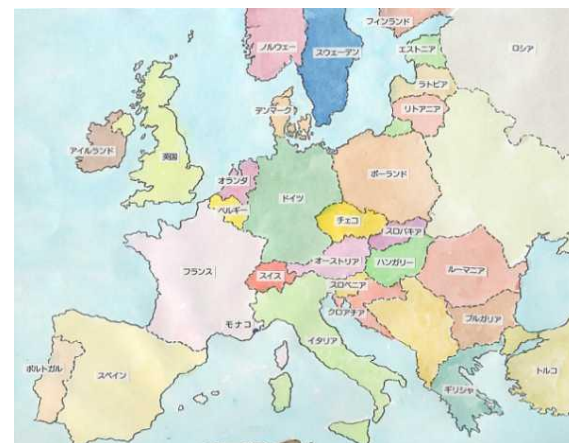 フィンランド
ノルウェー
スウェーデン
エストニア
ロシア
ラトビア
リトアニア
デンマーク
アイルランド
英国
オランダ
ベルギー
ドイツ
ポーランド
チェコ
スロバキア
オーストリア
ハンガリー
フランス
スイス
スロベニア
クロアチア
ルーマニア
ブルガリア
モナコ
イタリア
ポルトガル
スペイン
ギリシャ
トルコ